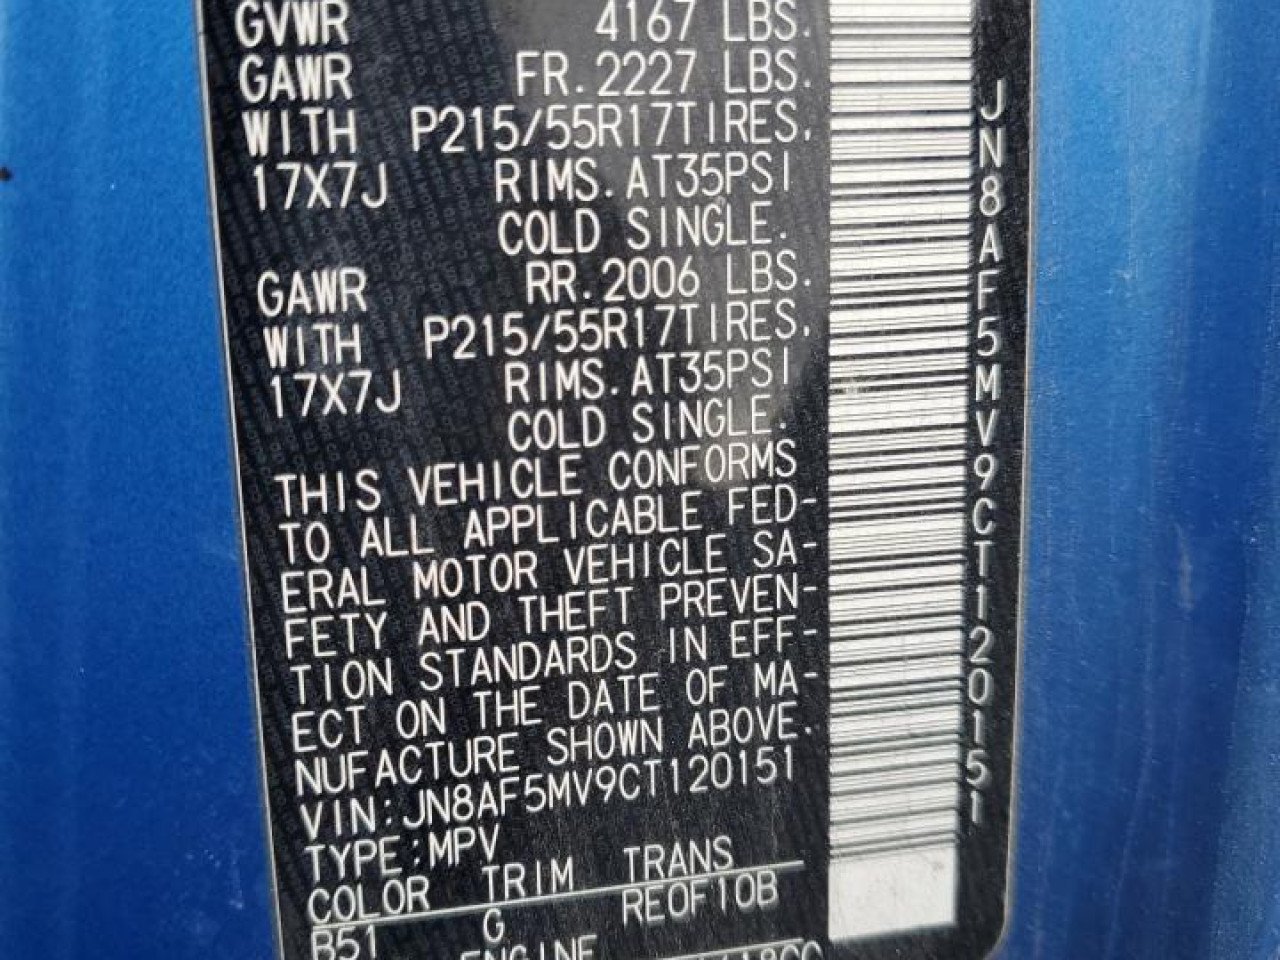 GVWR 4167 LBS.
GAWR FR. 2227 LBS.
WITH P215/55R17TIRES,
17X7J RIMS. AT35PSI
COLD SINGLE.
GAWR RR. 2006 LBS.
WITH P215/55R17TIRES,
17X7J RIMS. AT35PSI
COLD SINGLE.
THIS VEHICLE CONFORMS
TO ALL APPLICABLE FED-
ERAL MOTOR VEHICLE SA-
FETY AND THEFT PREVEN-
TION STANDARDS IN EFF-
ECT ON THE DATE OF MA-
NUFACTURE SHOWN ABOVE.
VIN:JN8AF5MV9CT120151
TYPE:MPV
COLOR TRIM TRANS
B51 G RE0F10B
ENGINE
JN8AF5MV9CT120151